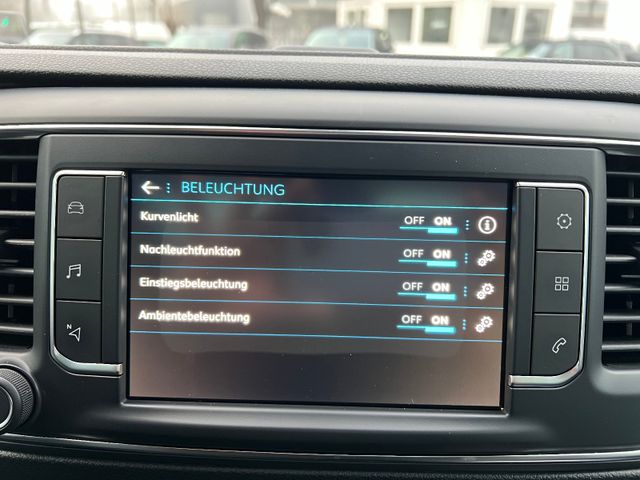 BELEUCHTUNG
Kurvenlicht OFF ON
Nachleuchtfunktion OFF ON
Einstiegsbeleuchtung OFF ON
Ambientebeleuchtung OFF ON
N